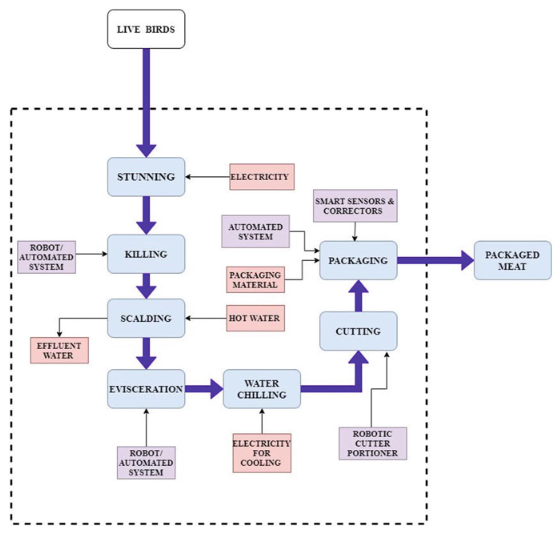 LIVE BIRDS
STUNNING
ELECTRICITY
SMART SENSORS &
CORRECTORS
AUTOMATED
SYSTEM
ROBOT/
AUTOMATED
SYSTEM
KILLING
PACKAGING
PACKAGED
MEAT
PACKAGING
MATERIAL
SCALDING
HOT WATER
CUTTING
EFFLUENT
WATER
EVISCERATION
WATER
CHILLING
ROBOT/
AUTOMATED
SYSTEM
ELECTRICITY
FOR
COOLING
ROBOTIC
CUTTER
PORTIONER